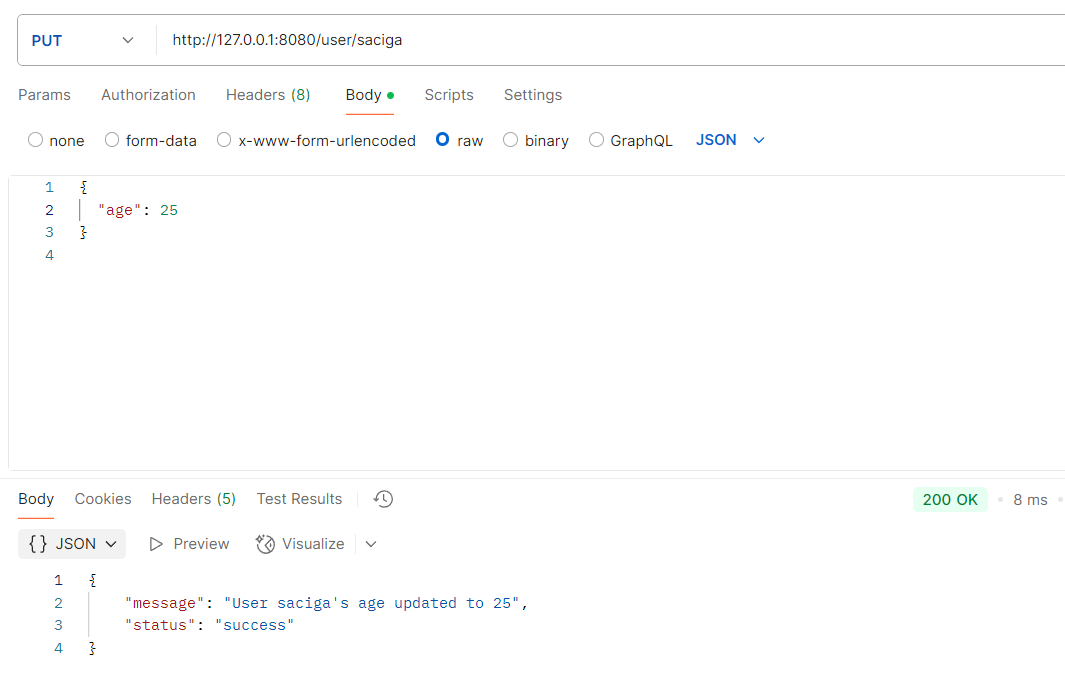 PUT http://127.0.0.1:8080/user/saciga
Params Authorization Headers (8) Body Scripts Settings
none form-data x-www-form-urlencoded raw binary GraphQL JSON
1 {
2 "age": 25
3 }
4
Body Cookies Headers (5) Test Results 200 OK 8 ms
{} JSON Preview Visualize
1 {
2 "message": "User saciga's age updated to 25",
3 "status": "success"
4 }